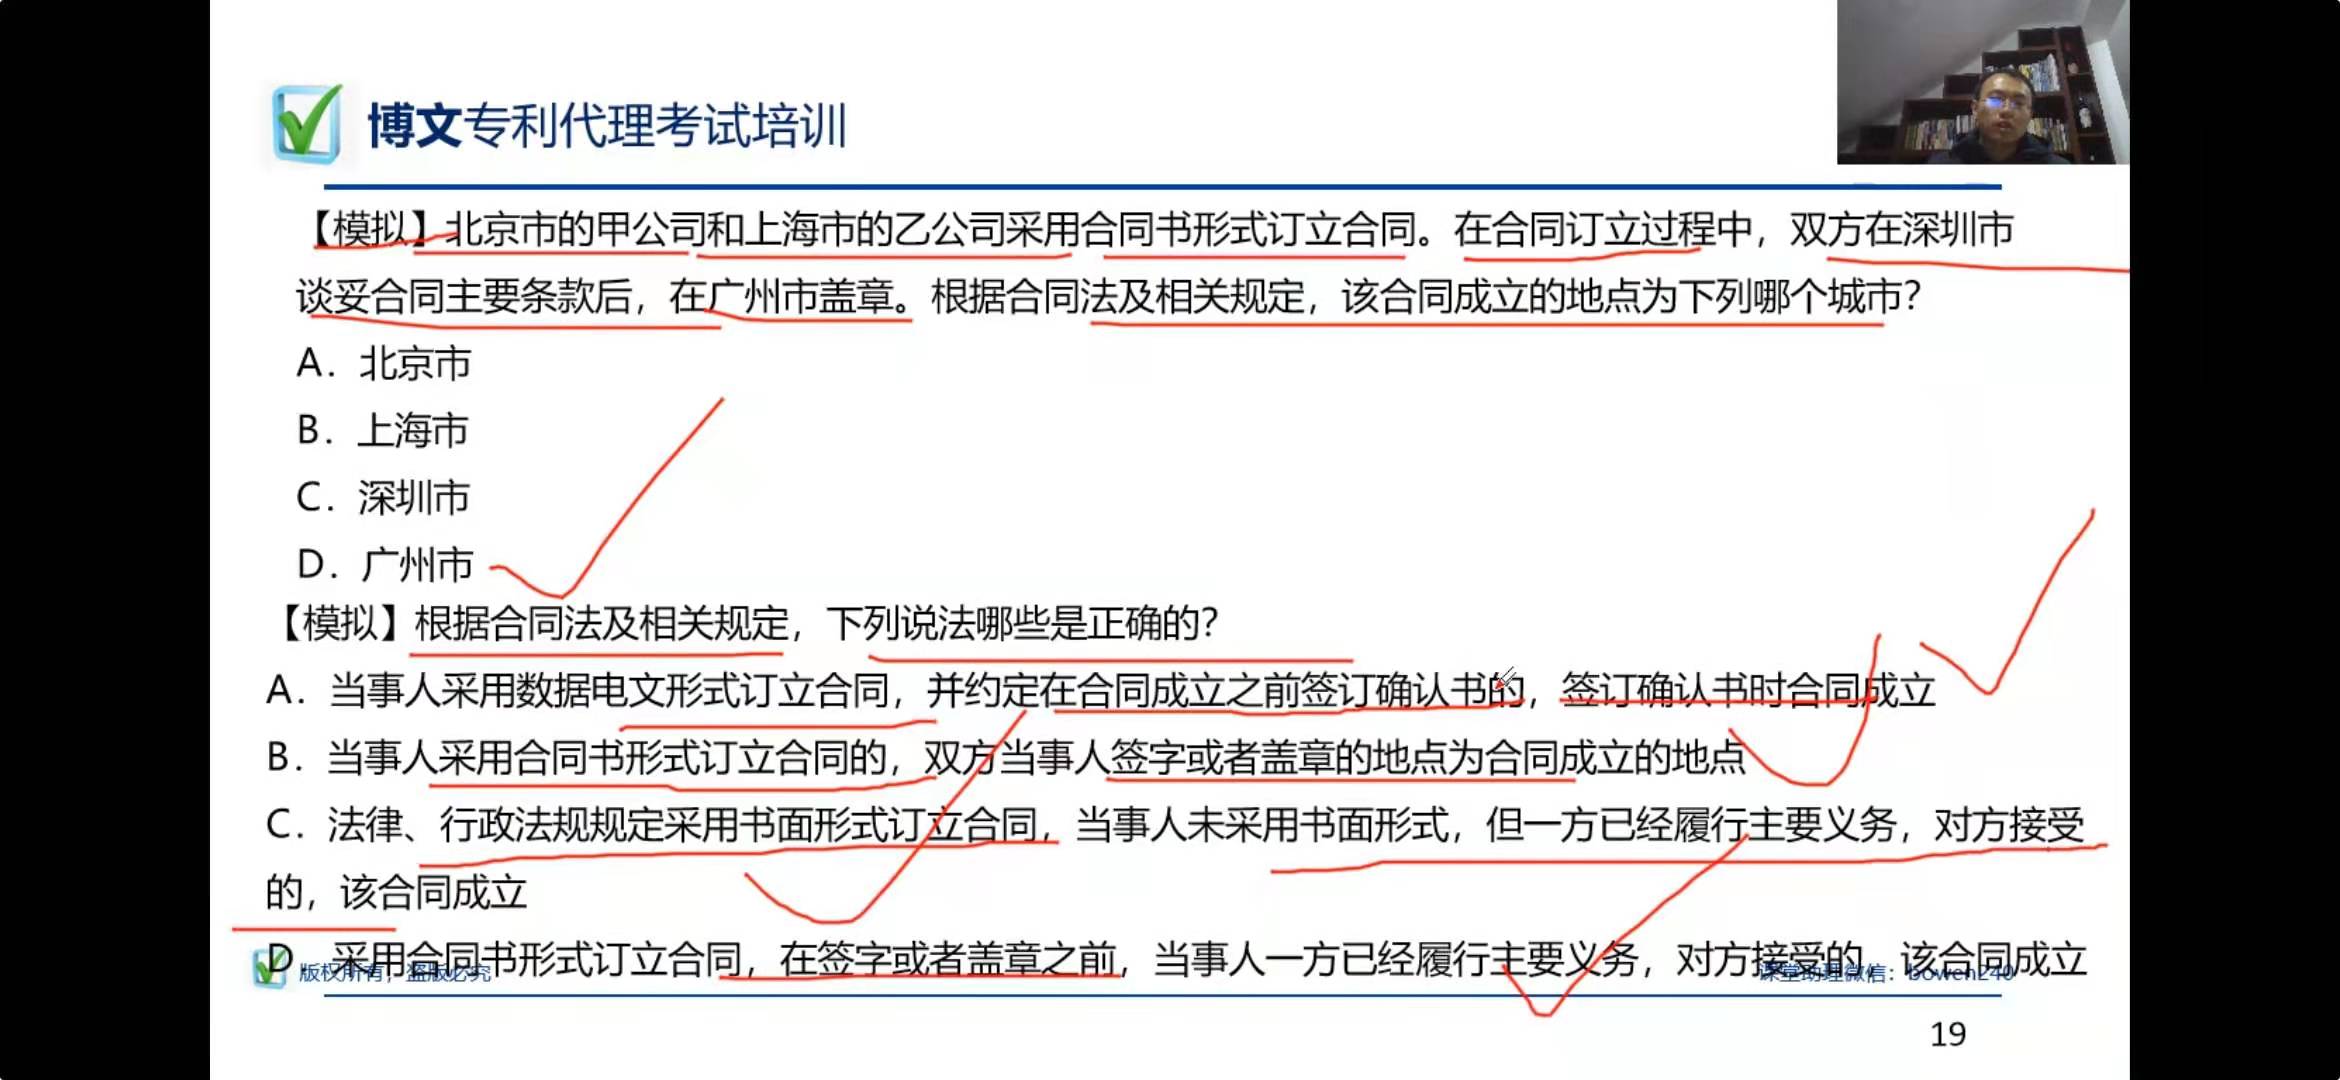 博文专利代理考试培训
【模拟】北京市的甲公司和上海市的乙公司采用合同书形式订立合同。在合同订立过程中，双方在深圳市
谈妥合同主要条款后，在广州市盖章。根据合同法及相关规定，该合同成立的地点为下列哪个城市？
A．北京市
B．上海市
C．深圳市
D．广州市
【模拟】根据合同法及相关规定，下列说法哪些是正确的？
A．当事人采用数据电文形式订立合同，并约定在合同成立之前签订确认书的，签订确认书时合同成立
B．当事人采用合同书形式订立合同的，双方当事人签字或者盖章的地点为合同成立的地点
C．法律、行政法规规定采用书面形式订立合同，当事人未采用书面形式，但一方已经履行主要义务，对方接受
的，该合同成立
D．采用合同书形式订立合同，在签字或者盖章之前，当事人一方已经履行主要义务，对方接受的，该合同成立
版权所有，盗版必究
课堂助理微信：bowen240
19